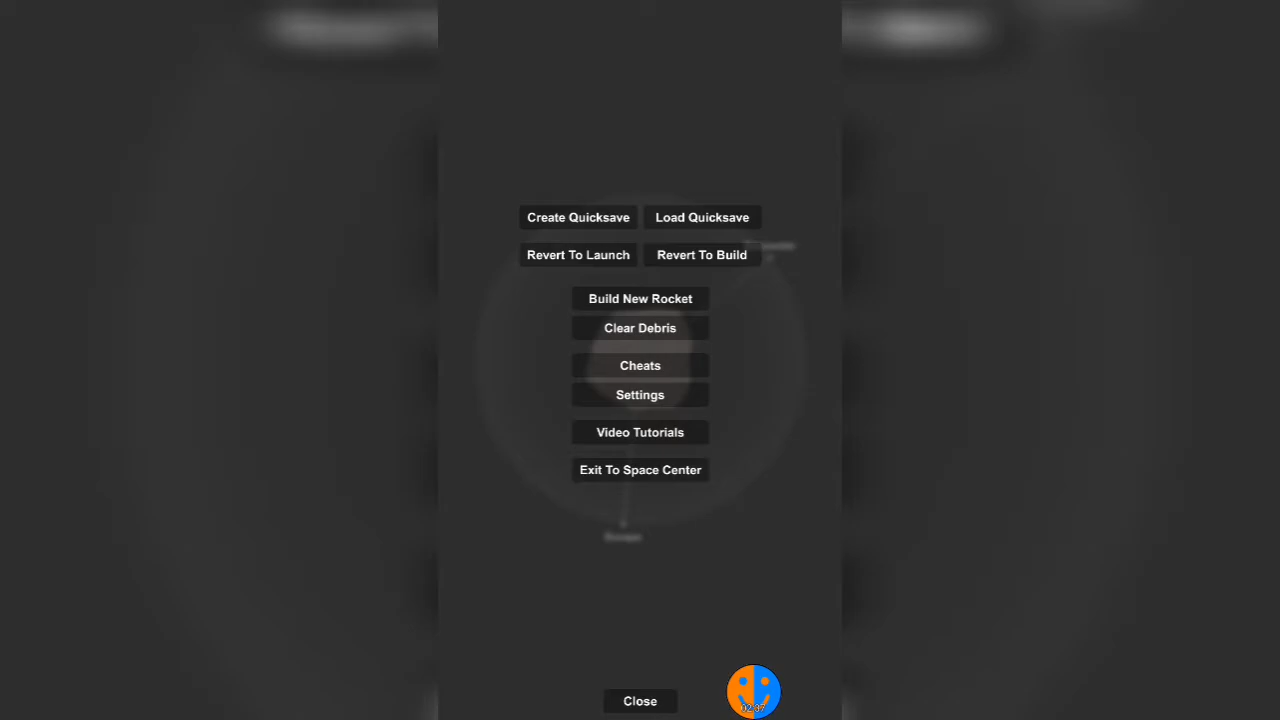 Create Quicksave Load Quicksave
Revert To Launch Revert To Build
Build New Rocket
Clear Debris
Cheats
Settings
Video Tutorials
Exit To Space Center
Escape
Close
02:37